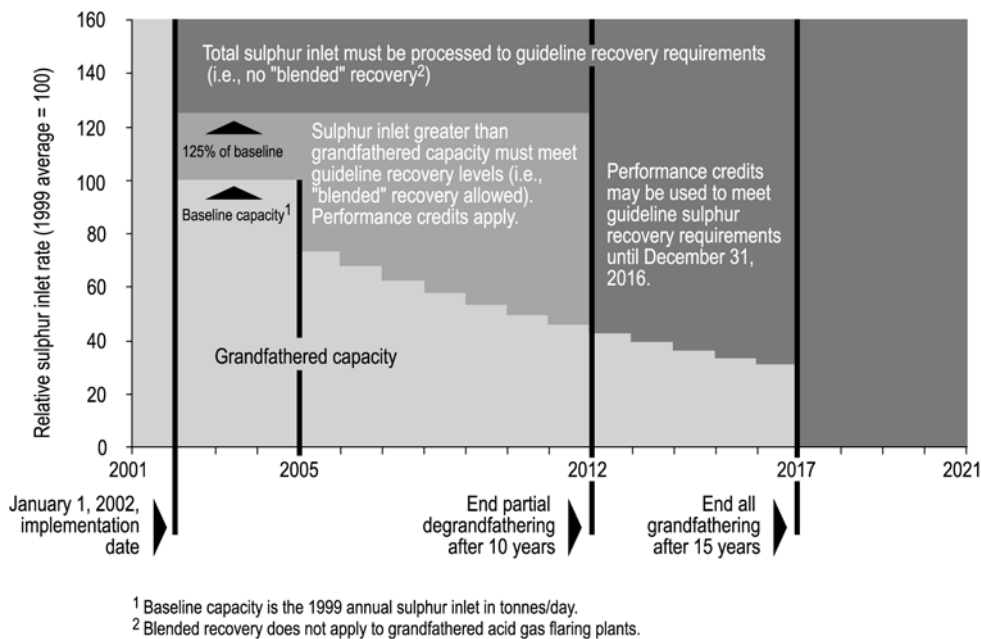 160
140
120
100
80
60
40
20
0
Relative sulphur inlet rate (1999 average = 100)
Total sulphur inlet must be processed to guideline recovery requirements
(i.e., no "blended" recovery2)
125% of baseline
Baseline capacity1
Sulphur inlet greater than
grandfathered capacity must meet
guideline recovery levels (i.e.,
"blended" recovery allowed).
Performance credits apply.
Performance credits
may be used to meet
guideline sulphur
recovery requirements
until December 31,
2016.
Grandfathered capacity
2001
2005
2012
2017
2021
January 1, 2002,
implementation
date
End partial
degrandfathering
after 10 years
End all
grandfathering
after 15 years
1 Baseline capacity is the 1999 annual sulphur inlet in tonnes/day.
2 Blended recovery does not apply to grandfathered acid gas flaring plants.